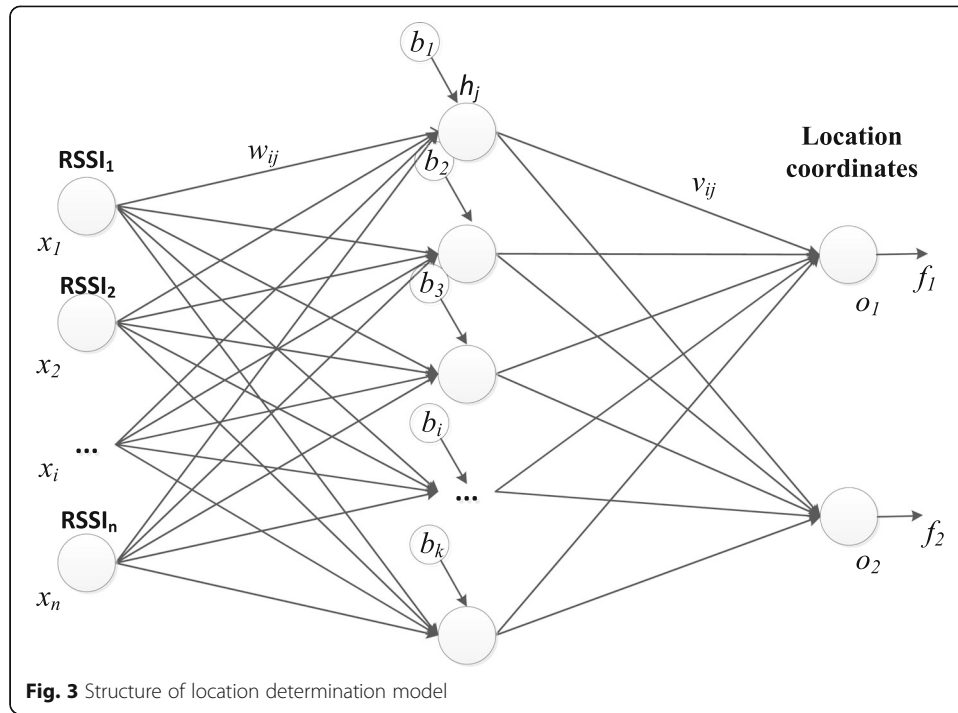 b₁
hⱼ
RSSI₁
wᵢⱼ
b₂
vᵢⱼ
Location
coordinates
x₁
RSSI₂
b₃
f₁
o₁
x₂
bᵢ
...
xᵢ
...
RSSIₙ
bₖ
f₂
o₂
xₙ
Fig. 3 Structure of location determination model